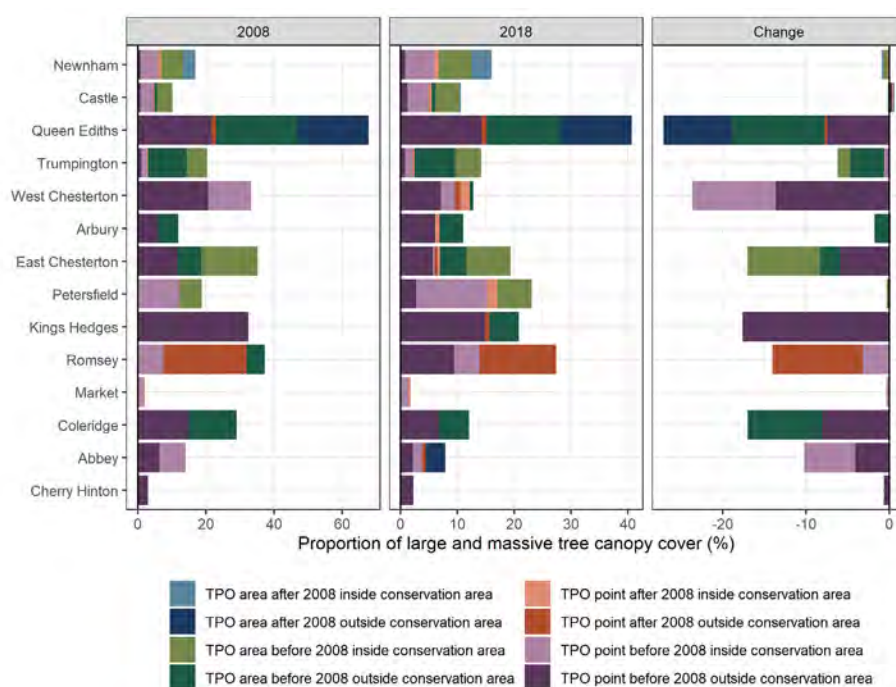 2008 2018 Change
Newnham
Castle
Queen Ediths
Trumpington
West Chesterton
Arbury
East Chesterton
Petersfield
Kings Hedges
Romsey
Market
Coleridge
Abbey
Cherry Hinton
0 20 40 60 0 10 20 30 40 -20 -10 0
Proportion of large and massive tree canopy cover (%)
TPO area after 2008 inside conservation area TPO point after 2008 inside conservation area
TPO area after 2008 outside conservation area TPO point after 2008 outside conservation area
TPO area before 2008 inside conservation area TPO point before 2008 inside conservation area
TPO area before 2008 outside conservation area TPO point before 2008 outside conservation area